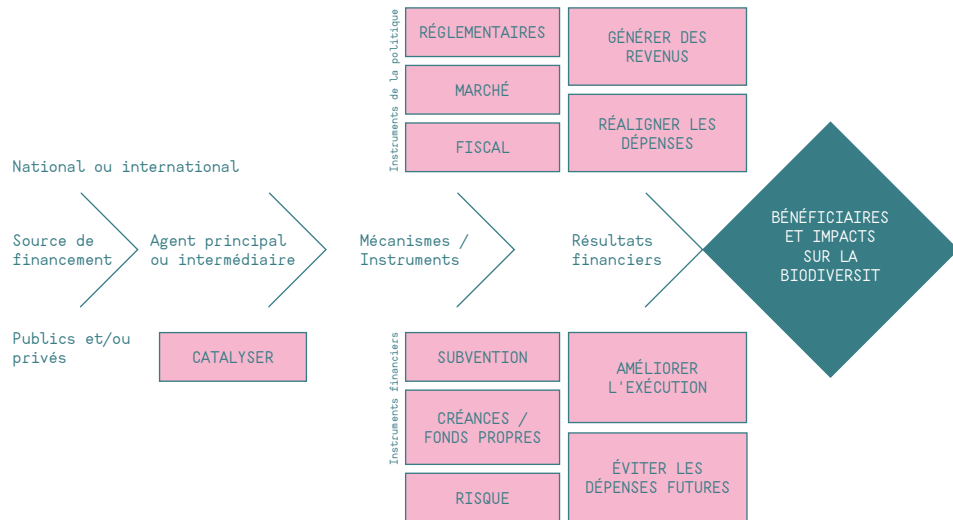 Instruments de la politique
RÉGLEMENTAIRES
MARCHÉ
FISCAL
GÉNÉRER DES
REVENUS
RÉALIGNER LES
DÉPENSES
National ou international
Source de
financement
Agent principal
ou intermédiaire
Mécanismes /
Instruments
Résultats
financiers
BÉNÉFICIAIRES
ET IMPACTS
SUR LA
BIODIVERSIT
Publics et/ou
privés
CATALYSER
Instruments financiers
SUBVENTION
CRÉANCES /
FONDS PROPRES
RISQUE
AMÉLIORER
L'EXÉCUTION
ÉVITER LES
DÉPENSES FUTURES